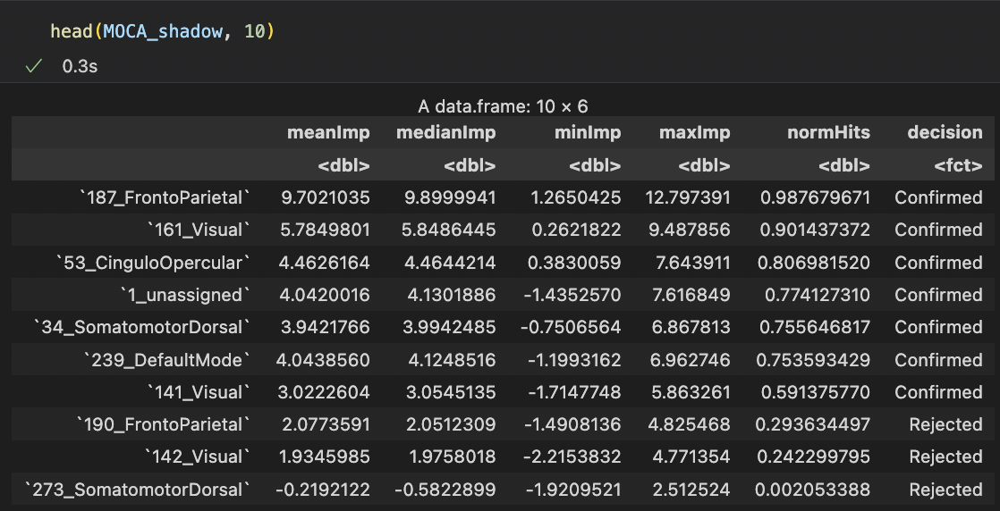 head(MOCA_shadow, 10)
0.3s
A data.frame: 10 × 6
meanImp medianImp minImp maxImp normHits decision
<dbl> <dbl> <dbl> <dbl> <dbl> <fct>
`187_FrontoParietal` 9.7021035 9.8999941 1.2650425 12.797391 0.987679671 Confirmed
`161_Visual` 5.7849801 5.8486445 0.2621822 9.487856 0.901437372 Confirmed
`53_CinguloOpercular` 4.4626164 4.4644214 0.3830059 7.643911 0.806981520 Confirmed
`1_unassigned` 4.0420016 4.1301886 -1.4352570 7.616849 0.774127310 Confirmed
`34_SomatomotorDorsal` 3.9421766 3.9942485 -0.7506564 6.867813 0.755646817 Confirmed
`239_DefaultMode` 4.0438560 4.1248516 -1.1993162 6.962746 0.753593429 Confirmed
`141_Visual` 3.0222604 3.0545135 -1.7147748 5.863261 0.591375770 Confirmed
`190_FrontoParietal` 2.0773591 2.0512309 -1.4908136 4.825468 0.293634497 Rejected
`142_Visual` 1.9345985 1.9758018 -2.2153832 4.771354 0.242299795 Rejected
`273_SomatomotorDorsal` -0.2192122 -0.5822899 -1.9209521 2.512524 0.002053388 Rejected